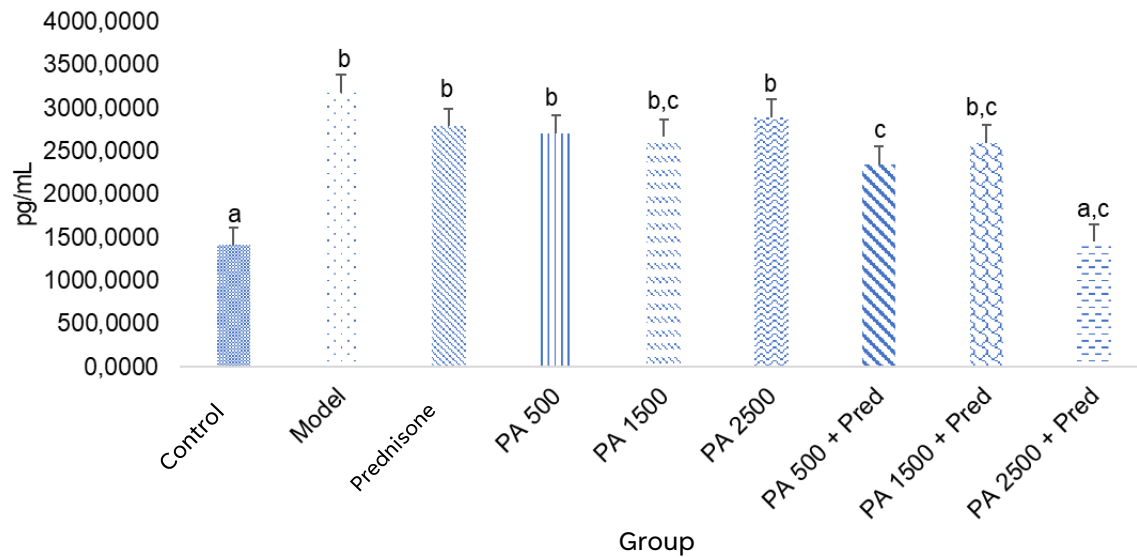 4000,0000
3500,0000
3000,0000
2500,0000
2000,0000
1500,0000
1000,0000
500,0000
0,0000
pg/mL
a
b
b
b
b,c
b
c
b,c
a,c
Control
Model
Prednisone
PA 500
PA 1500
PA 2500
PA 500 + Pred
PA 1500 + Pred
PA 2500 + Pred
Group